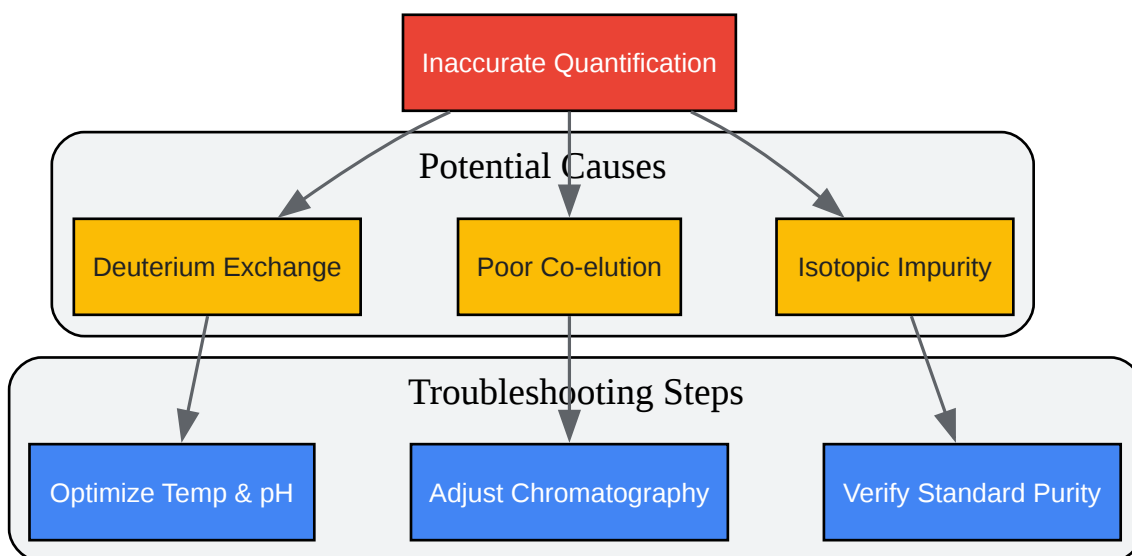 Inaccurate Quantification
Potential Causes
Deuterium Exchange
Poor Co-elution
Isotopic Impurity
Troubleshooting Steps
Optimize Temp & pH
Adjust Chromatography
Verify Standard Purity